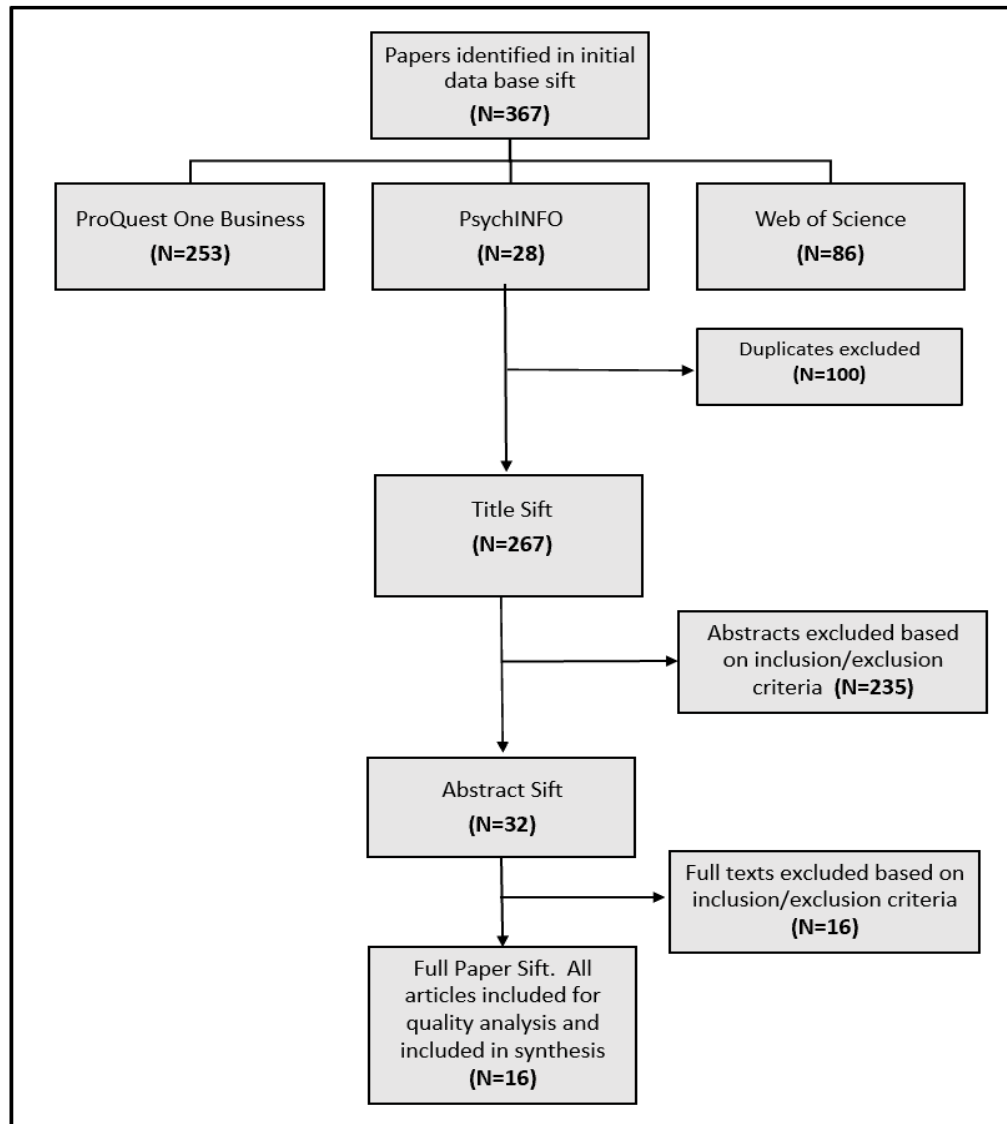 Papers identified in initial
data base sift
(N=367)
ProQuest One Business
(N=253)
PsychINFO
(N=28)
Web of Science
(N=86)
Duplicates excluded
(N=100)
Title Sift
(N=267)
Abstracts excluded based
on inclusion/exclusion
criteria (N=235)
Abstract Sift
(N=32)
Full texts excluded based on
inclusion/exclusion criteria
(N=16)
Full Paper Sift. All
articles included for
quality analysis and
included in synthesis
(N=16)